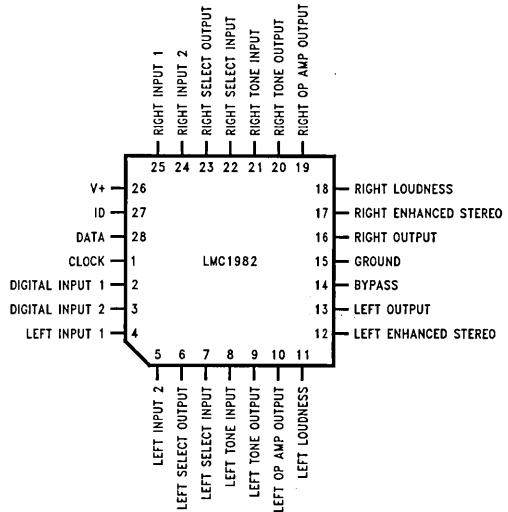 RIGHT INPUT 1
RIGHT INPUT 2
RIGHT SELECT OUTPUT
RIGHT SELECT INPUT
RIGHT TONE INPUT
RIGHT TONE OUTPUT
RIGHT OP AMP OUTPUT
25 24 23 22 21 20 19
V+ 26
ID 27
DATA 28
CLOCK 1
DIGITAL INPUT 1 2
DIGITAL INPUT 2 3
LEFT INPUT 1 4
LMC1982
18 RIGHT LOUDNESS
17 RIGHT ENHANCED STEREO
16 RIGHT OUTPUT
15 GROUND
14 BYPASS
13 LEFT OUTPUT
12 LEFT ENHANCED STEREO
5 6 7 8 9 10 11
LEFT INPUT 2
LEFT SELECT OUTPUT
LEFT SELECT INPUT
LEFT TONE INPUT
LEFT TONE OUTPUT
LEFT OP AMP OUTPUT
LEFT LOUDNESS